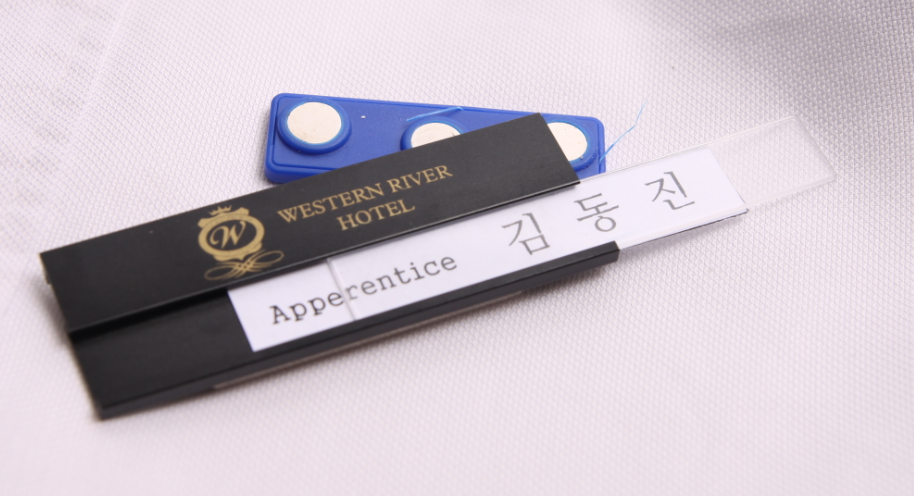 W
WESTERN RIVER
HOTEL
Apperentice 김동진